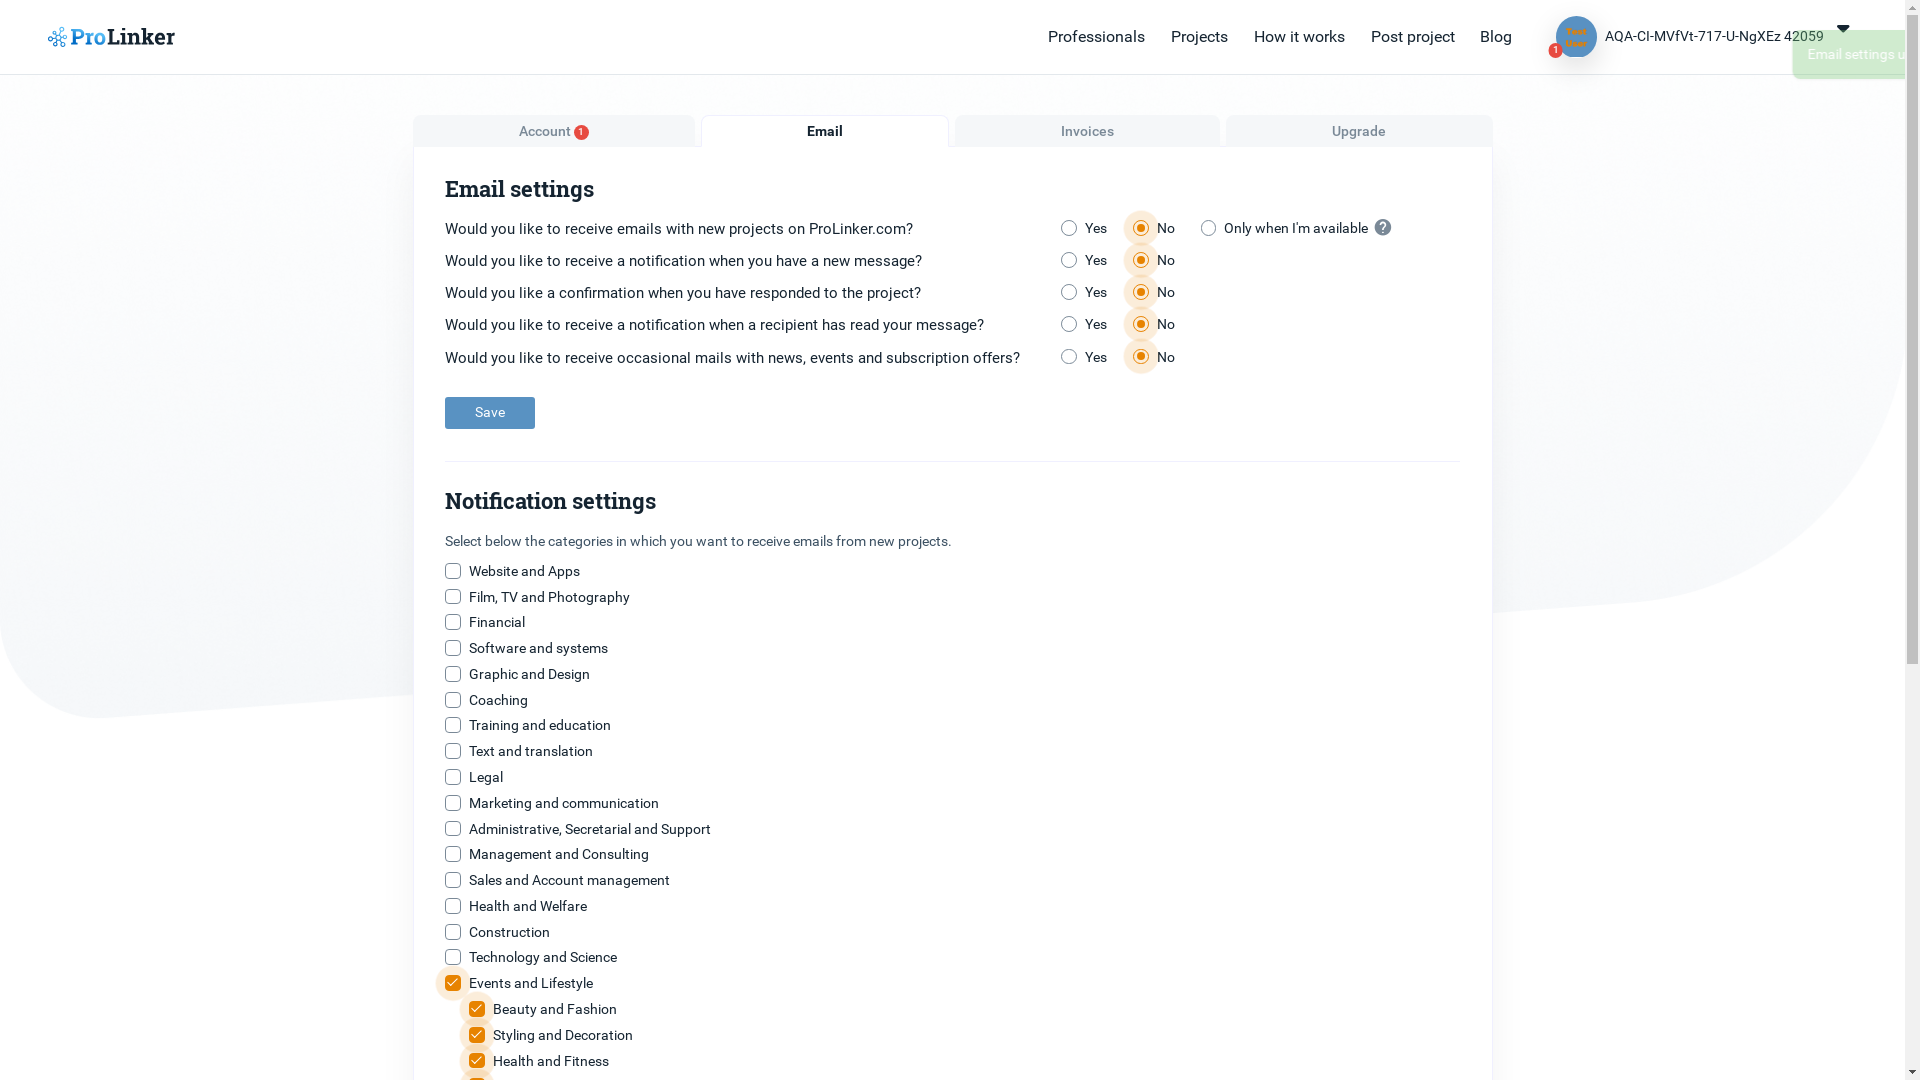 ProLinker
Professionals
Projects
How it works
Post project
Blog
Test
User
1
AQA-CI-MVfVt-717-U-NgXEz 42059
Email settings u
Account 1
Email
Invoices
Upgrade
Email settings
Would you like to receive emails with new projects on ProLinker.com? Yes No Only when I'm available ?
Would you like to receive a notification when you have a new message? Yes No
Would you like a confirmation when you have responded to the project? Yes No
Would you like to receive a notification when a recipient has read your message? Yes No
Would you like to receive occasional mails with news, events and subscription offers? Yes No
Save
Notification settings
Select below the categories in which you want to receive emails from new projects.
Website and Apps
Film, TV and Photography
Financial
Software and systems
Graphic and Design
Coaching
Training and education
Text and translation
Legal
Marketing and communication
Administrative, Secretarial and Support
Management and Consulting
Sales and Account management
Health and Welfare
Construction
Technology and Science
Events and Lifestyle
Beauty and Fashion
Styling and Decoration
Health and Fitness